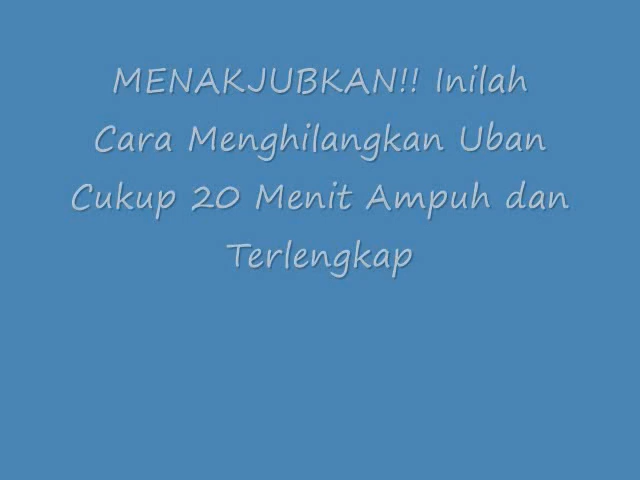 MENAKJUBKAN!! Inilah
Cara Menghilangkan Uban
Cukup 20 Menit Ampuh dan
Terlengkap